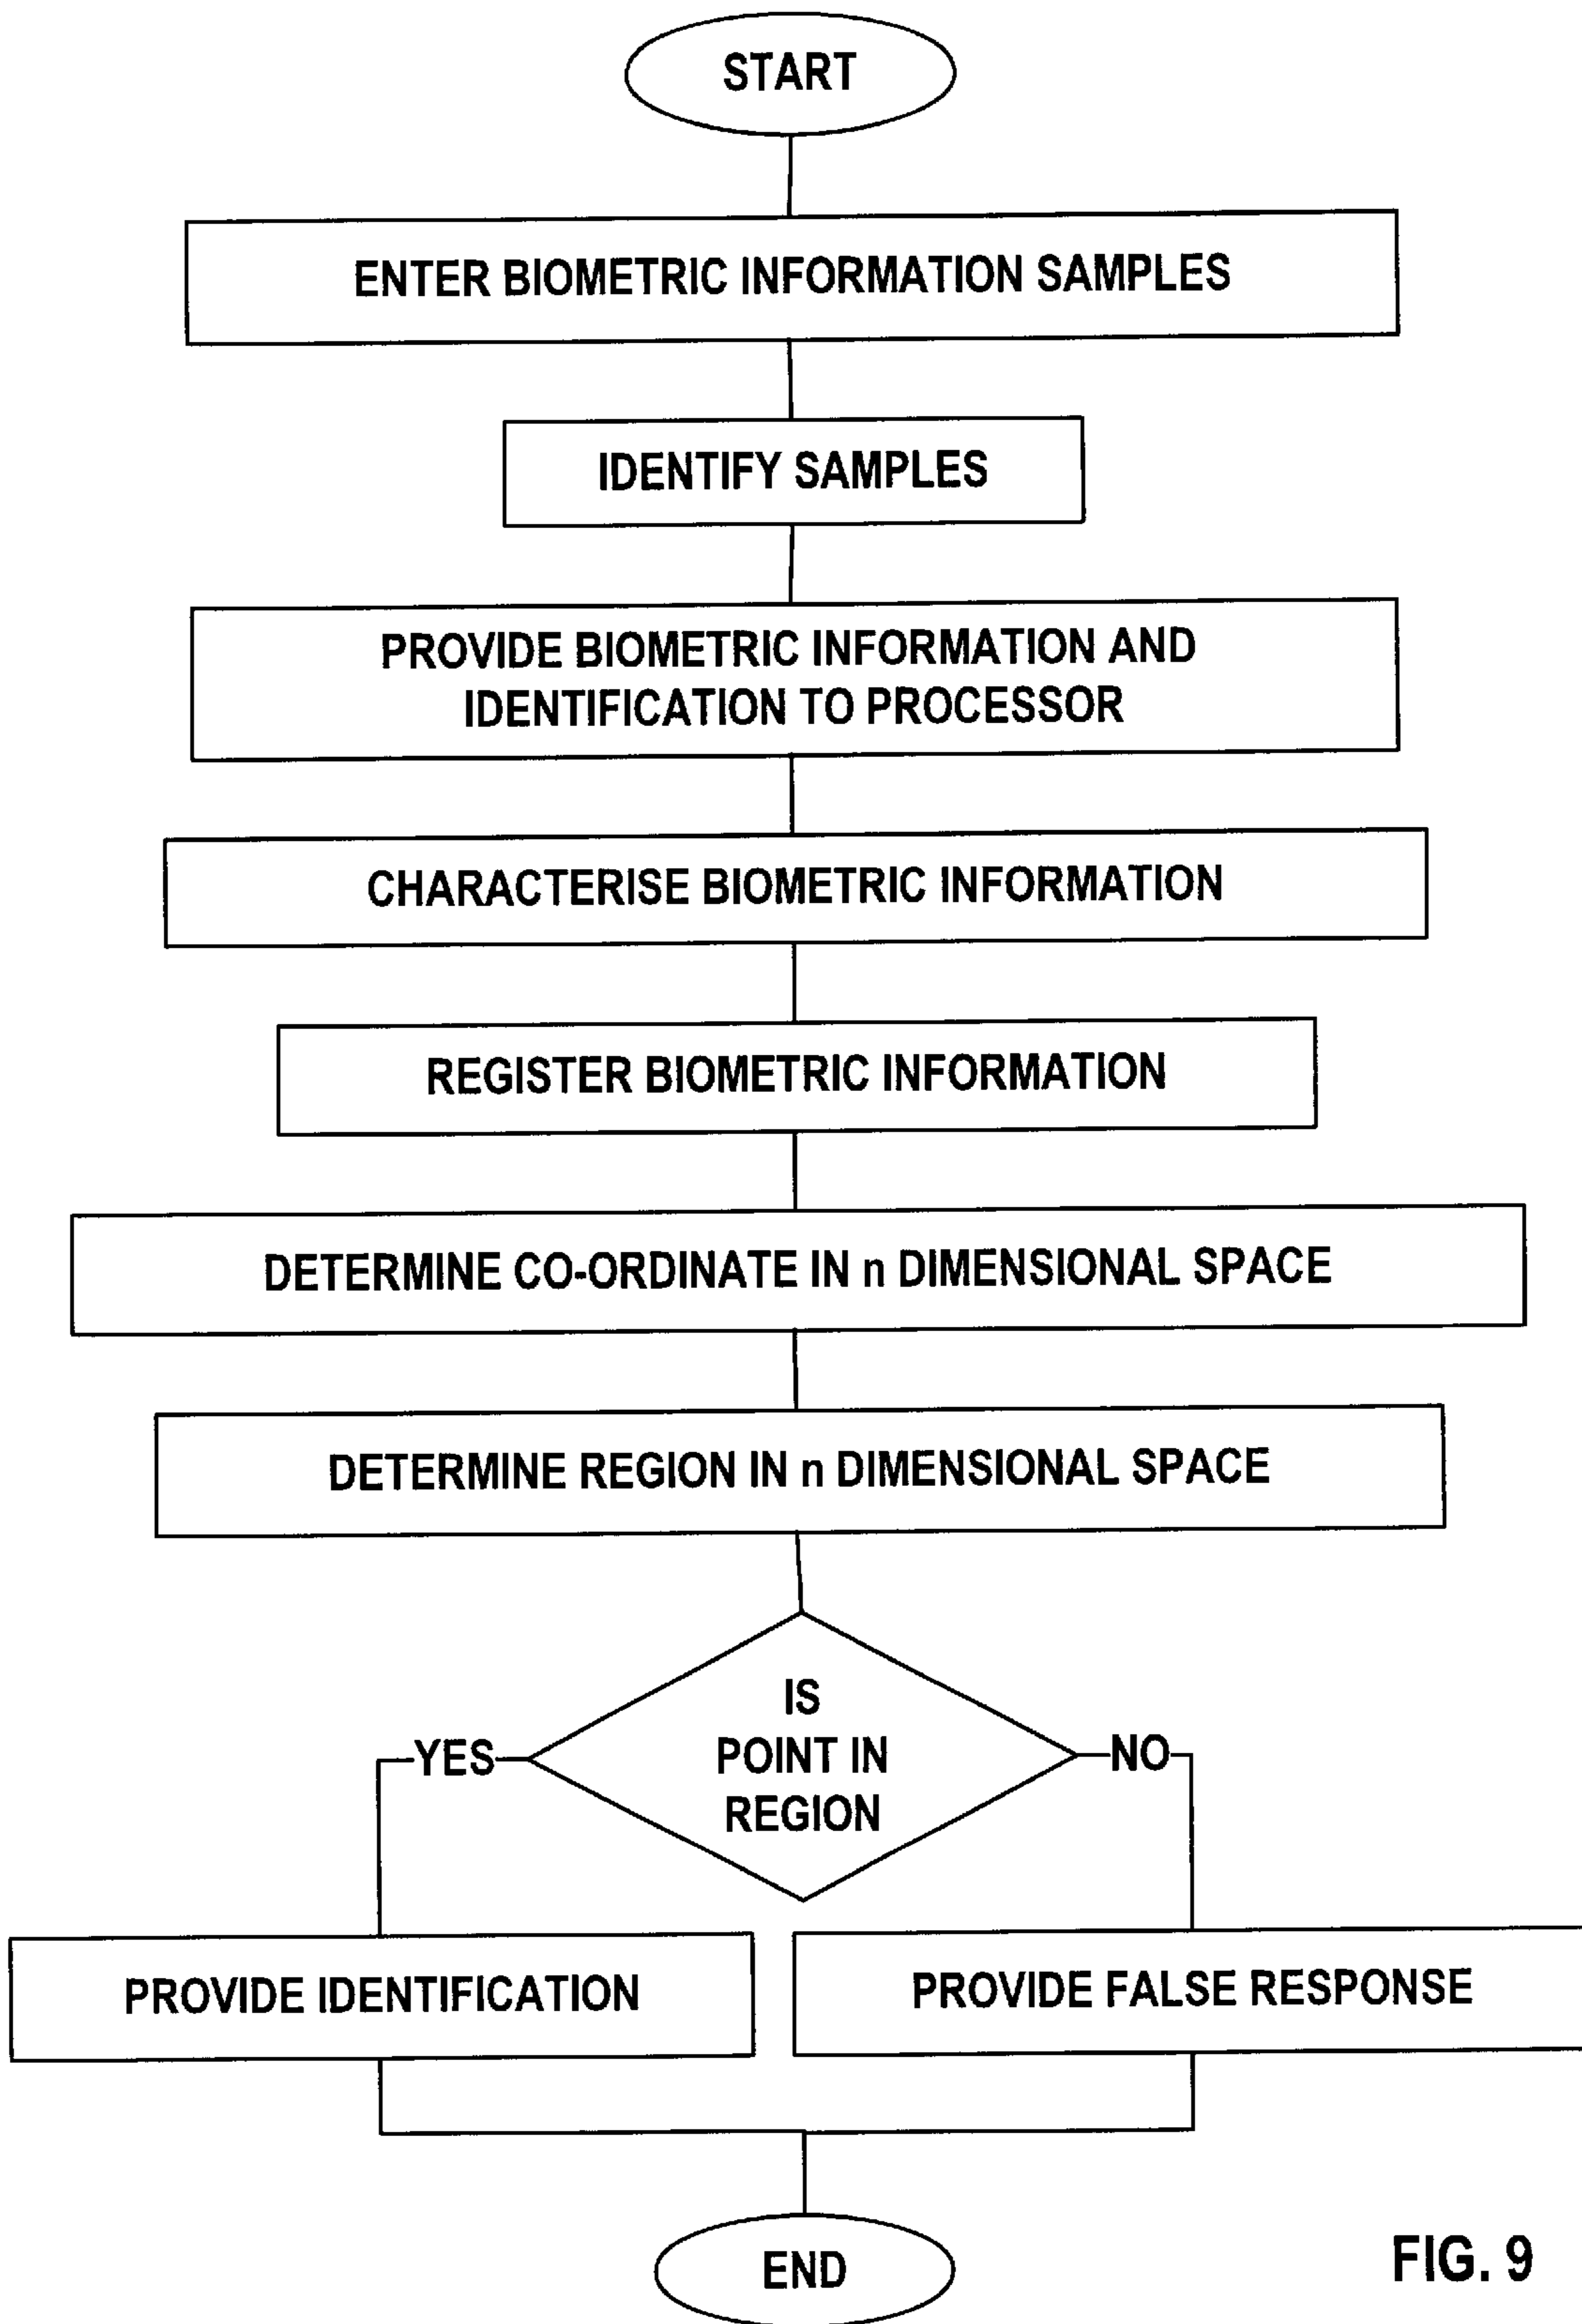 START
ENTER BIOMETRIC INFORMATION SAMPLES
IDENTIFY SAMPLES
PROVIDE BIOMETRIC INFORMATION AND
IDENTIFICATION TO PROCESSOR
CHARACTERISE BIOMETRIC INFORMATION
REGISTER BIOMETRIC INFORMATION
DETERMINE CO-ORDINATE IN n DIMENSIONAL SPACE
DETERMINE REGION IN n DIMENSIONAL SPACE
IS
POINT IN
REGION
YES
NO
PROVIDE IDENTIFICATION
PROVIDE FALSE RESPONSE
END
FIG. 9